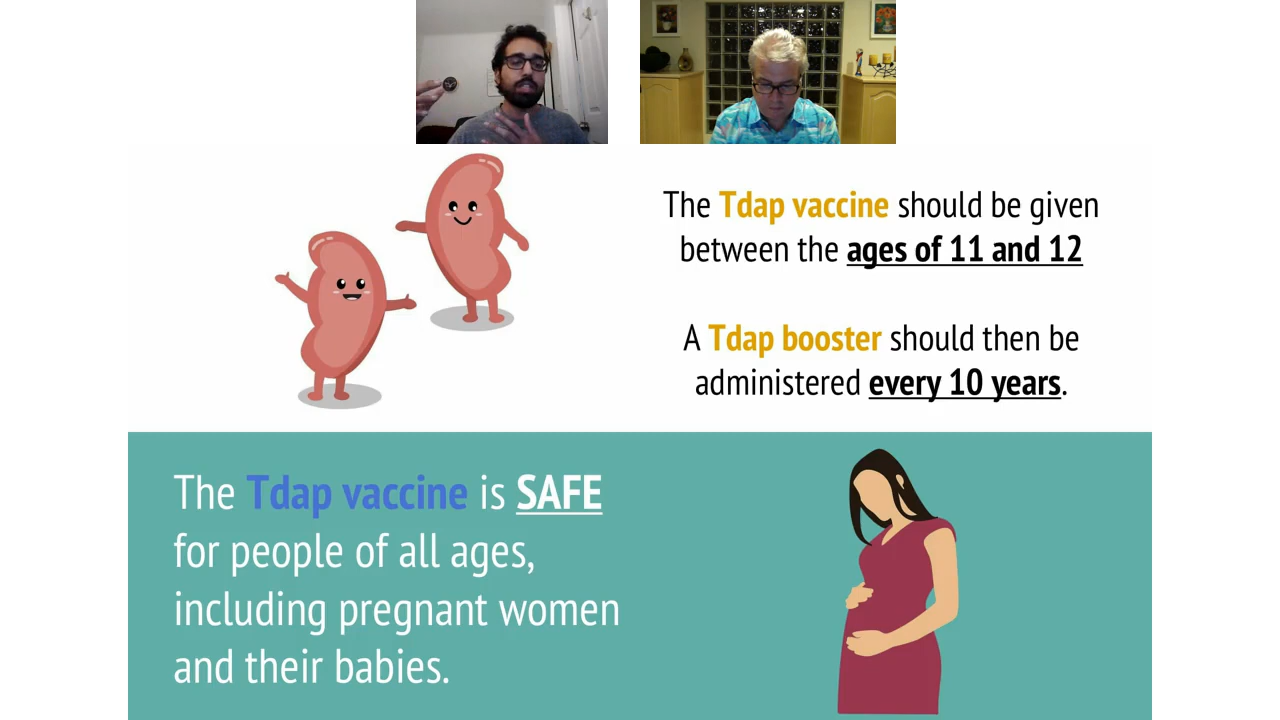 The Tdap vaccine should be given
between the ages of 11 and 12
A Tdap booster should then be
administered every 10 years.
The Tdap vaccine is SAFE
for people of all ages,
including pregnant women
and their babies.